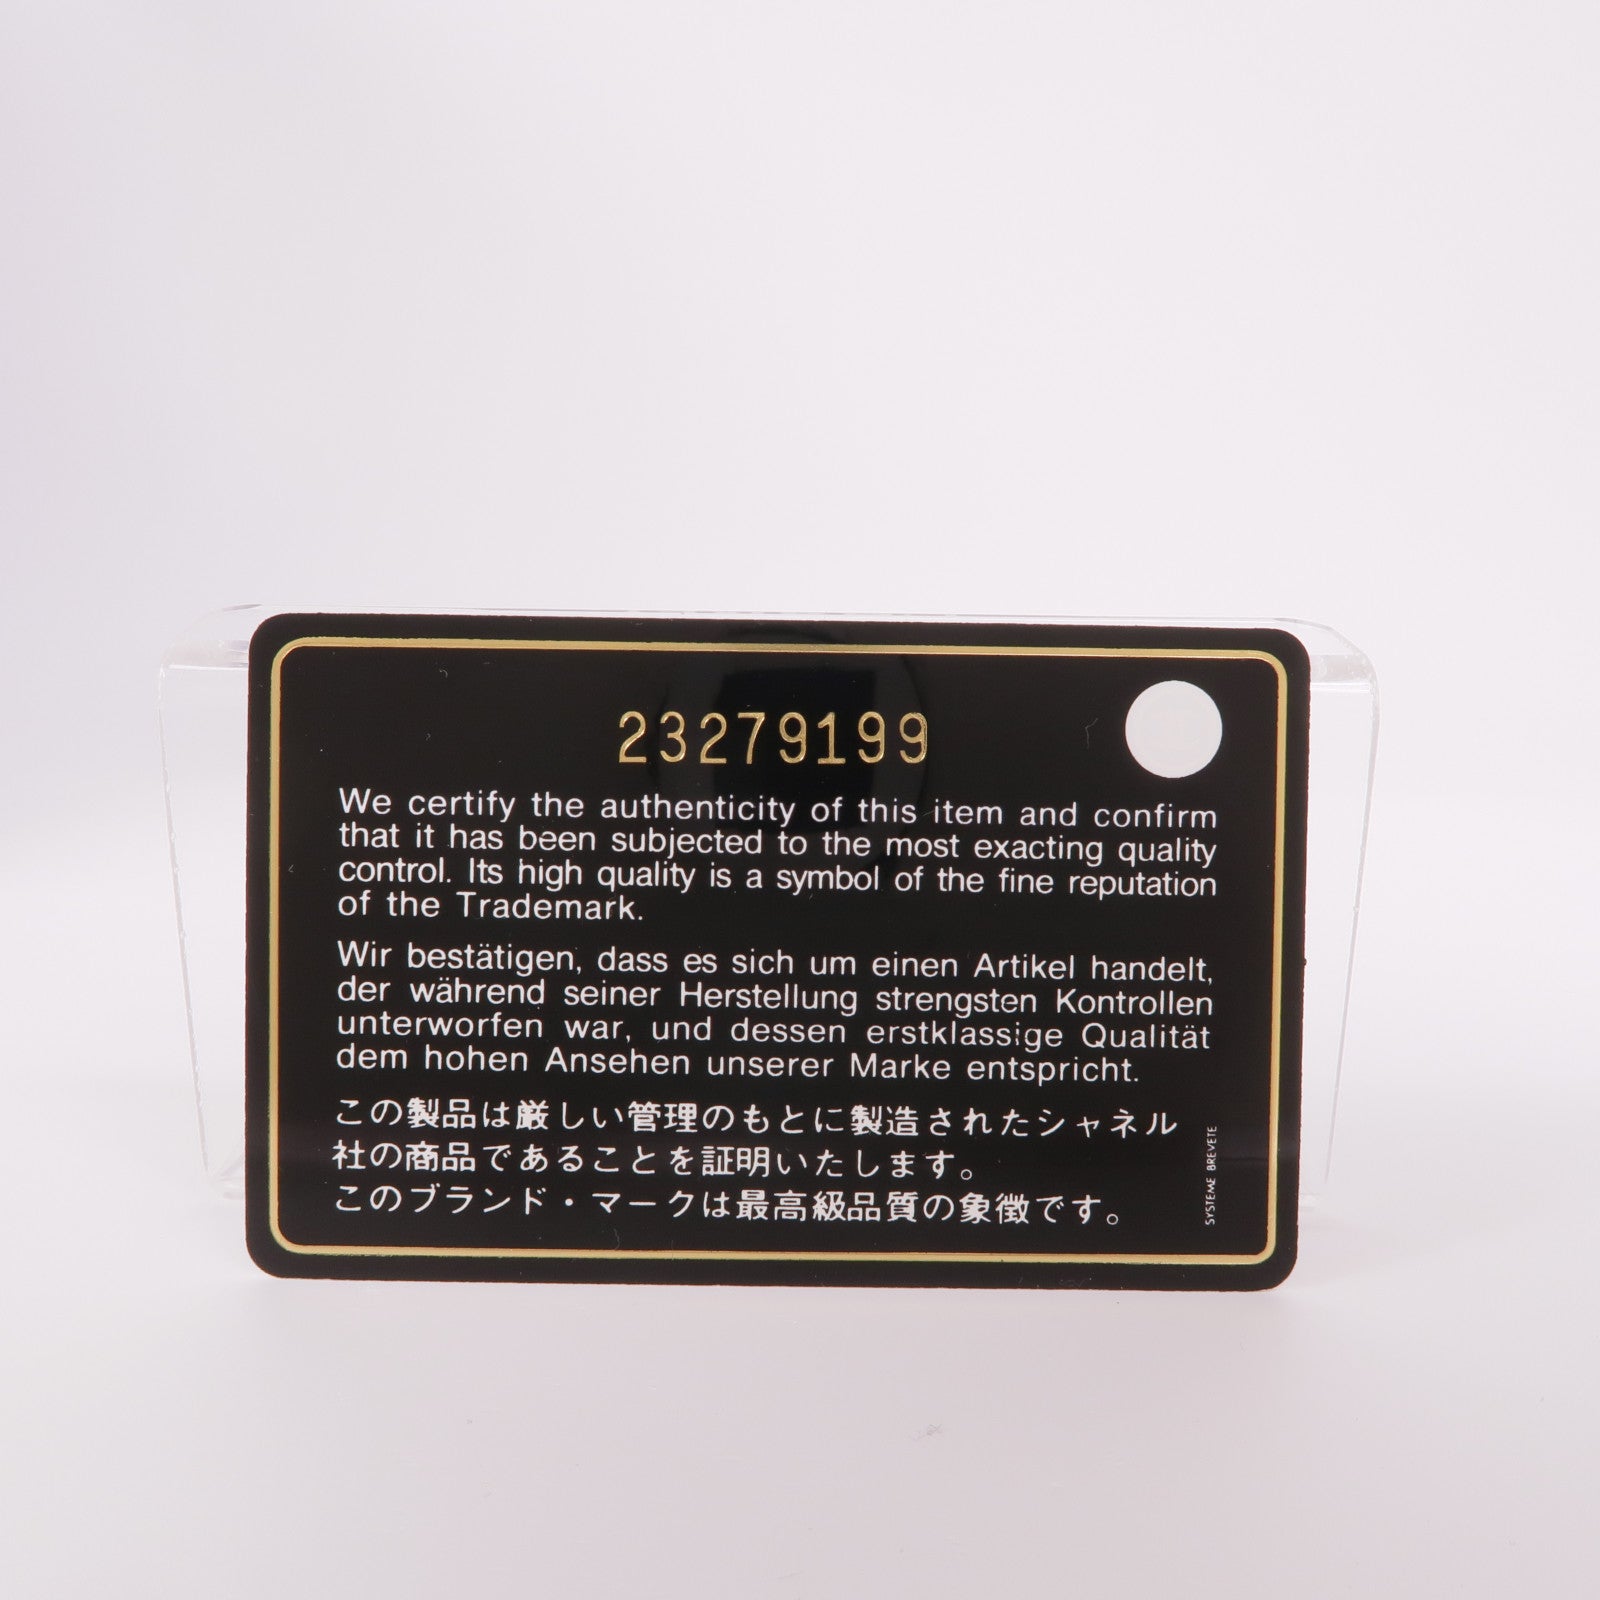 23279199
We certify the authenticity of this item and confirm
that it has been subjected to the most exacting quality
control. Its high quality is a symbol of the fine reputation
of the Trademark.
Wir bestätigen, dass es sich um einen Artikel handelt,
der während seiner Herstellung strengsten Kontrollen
unterworfen war, und dessen erstklassige Qualität
dem hohen Ansehen unserer Marke entspricht.
この製品は厳しい管理のもとに製造されたシャネル
社の商品であることを証明いたします。
このブランド・マークは最高級品質の象徴です。
SYSTEME BREVETE